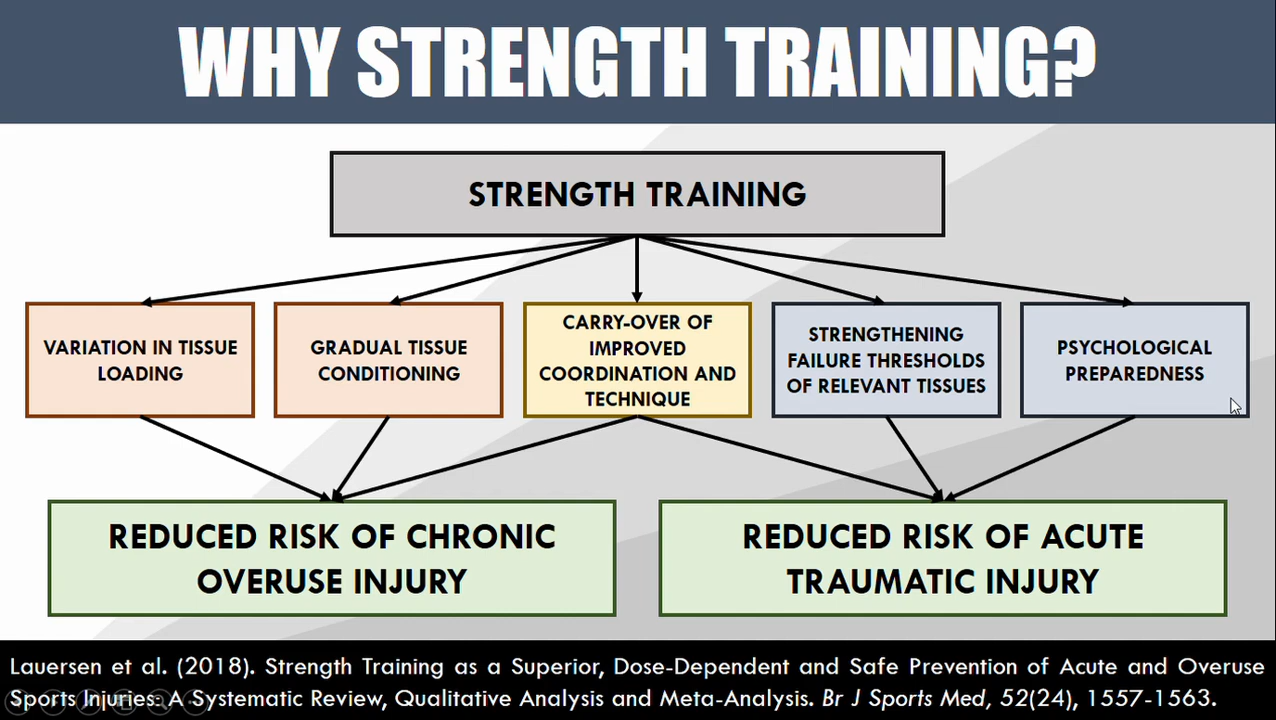 WHY STRENGTH TRAINING?
STRENGTH TRAINING
VARIATION IN TISSUE
LOADING
GRADUAL TISSUE
CONDITIONING
CARRY-OVER OF
IMPROVED
COORDINATION AND
TECHNIQUE
STRENGTHENING
FAILURE THRESHOLDS
OF RELEVANT TISSUES
PSYCHOLOGICAL
PREPAREDNESS
REDUCED RISK OF CHRONIC
OVERUSE INJURY
REDUCED RISK OF ACUTE
TRAUMATIC INJURY
Lauersen et al. (2018). Strength Training as a Superior, Dose-Dependent and Safe Prevention of Acute and Overuse
Sports Injuries: A Systematic Review, Qualitative Analysis and Meta-Analysis. Br J Sports Med, 52(24), 1557-1563.